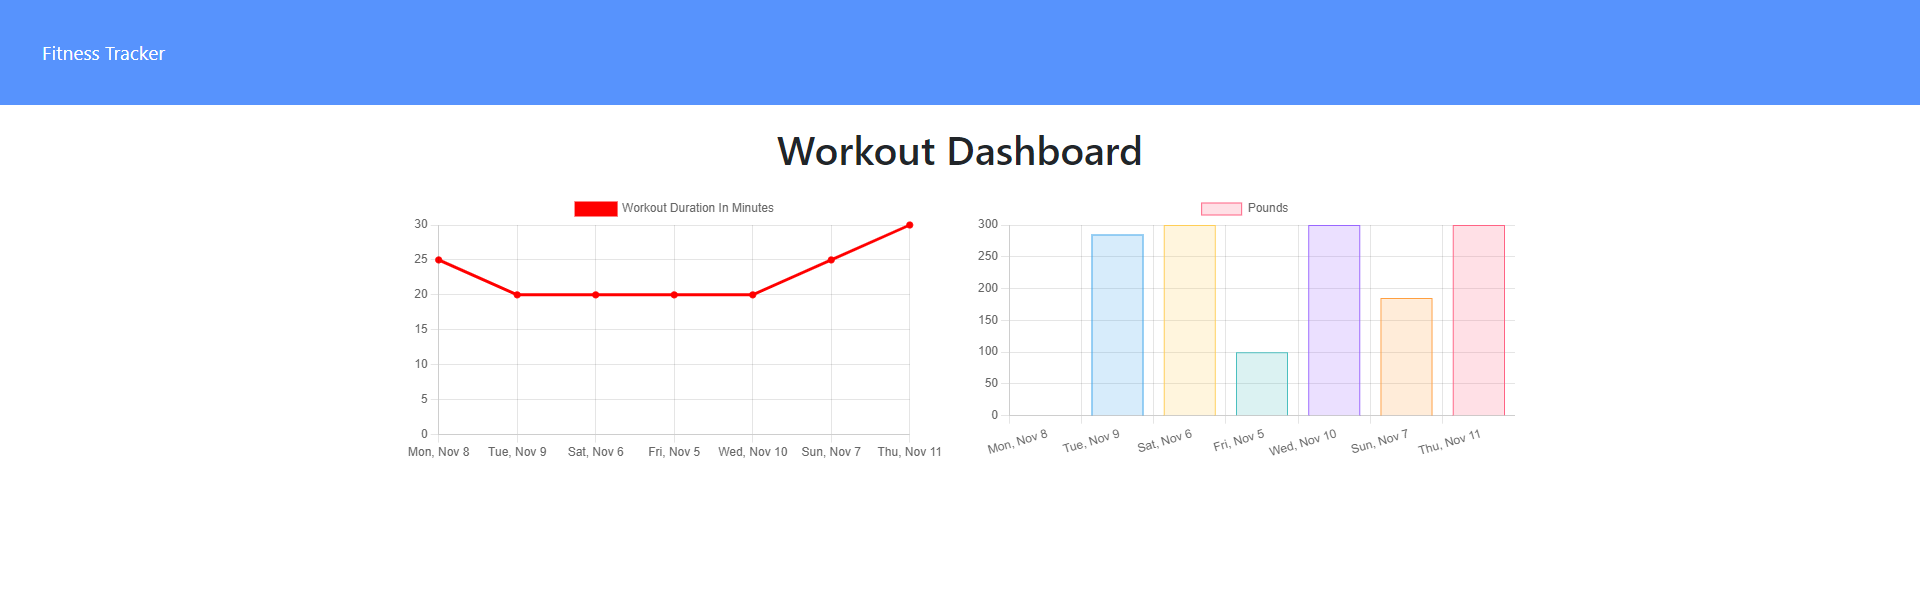 Fitness Tracker
Workout Dashboard
Workout Duration In Minutes
30
25
20
15
10
5
0
Mon, Nov 8 Tue, Nov 9 Sat, Nov 6 Fri, Nov 5 Wed, Nov 10 Sun, Nov 7 Thu, Nov 11
Pounds
300
250
200
150
100
50
0
Mon, Nov 8 Tue, Nov 9 Sat, Nov 6 Fri, Nov 5 Wed, Nov 10 Sun, Nov 7 Thu, Nov 11